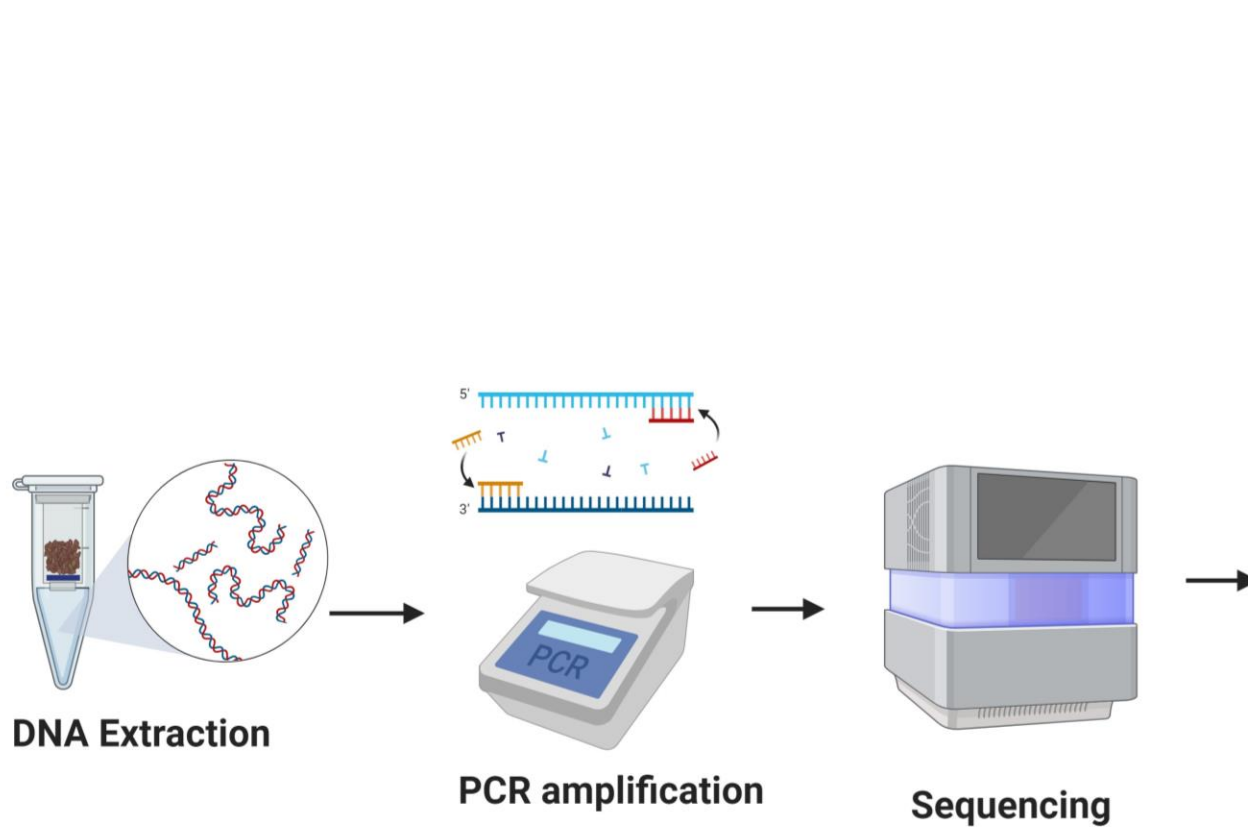 5'
3'
PCR
DNA Extraction
PCR amplification
Sequencing